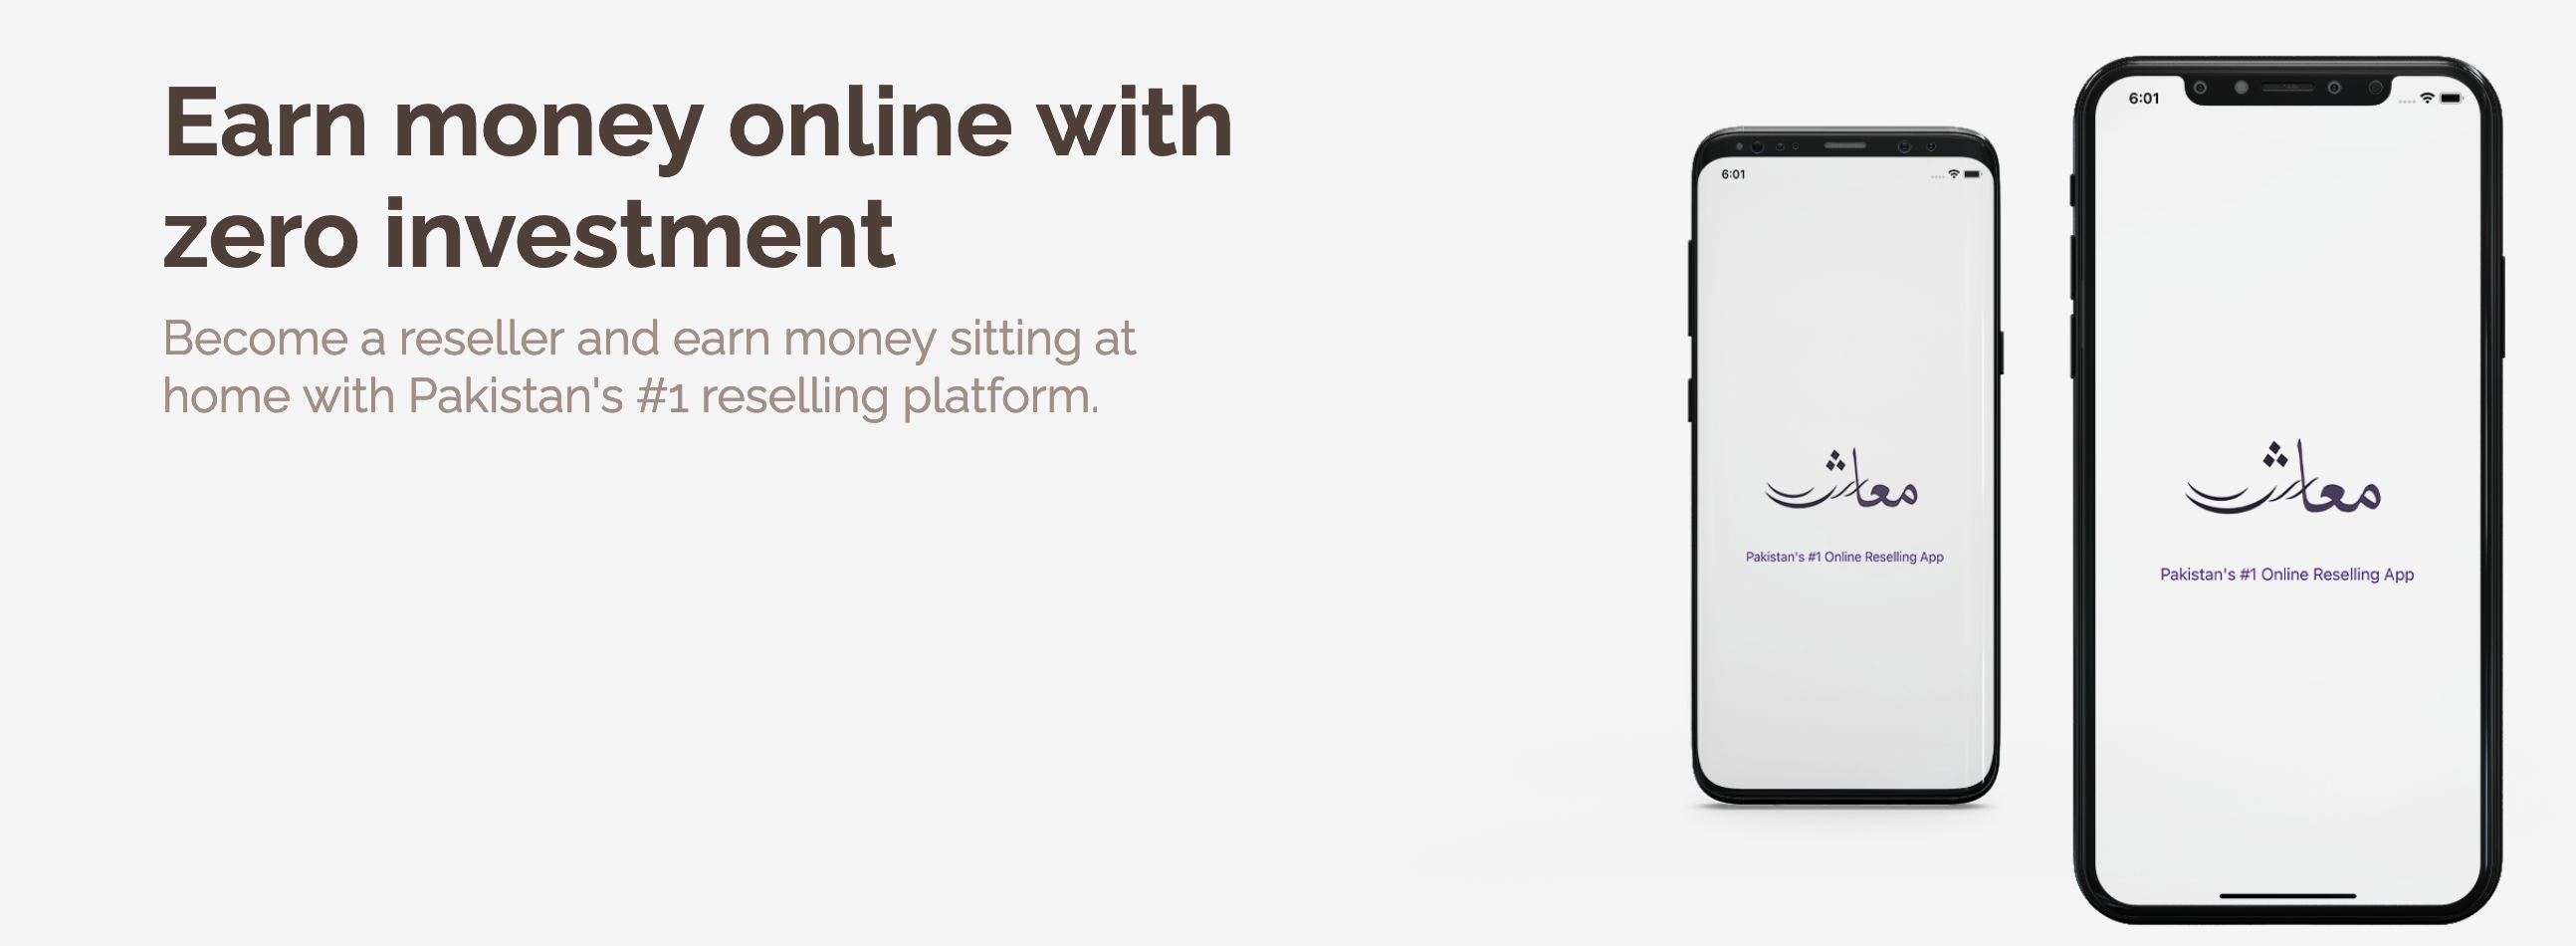 Earn money online with
zero investment
Become a reseller and earn money sitting at
home with Pakistan's #1 reselling platform.
6:01
معاش
Pakistan's #1 Online Reselling App
6:01
معاش
Pakistan's #1 Online Reselling App